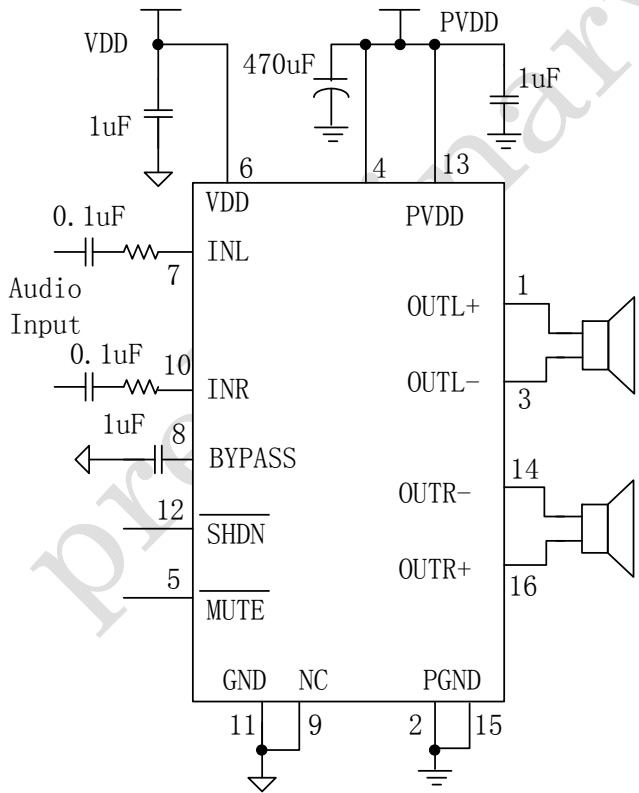 VDD
PVDD
470uF
1uF
1uF
6
4
13
VDD
PVDD
0.1uF
INL
7
Audio
Input
1
OUTL+
0.1uF
10
INR
OUTL-
3
1uF
8
BYPASS
14
OUTR-
12
SHDN
OUTR+
16
5
MUTE
GND
NC
PGND
11
9
2
15